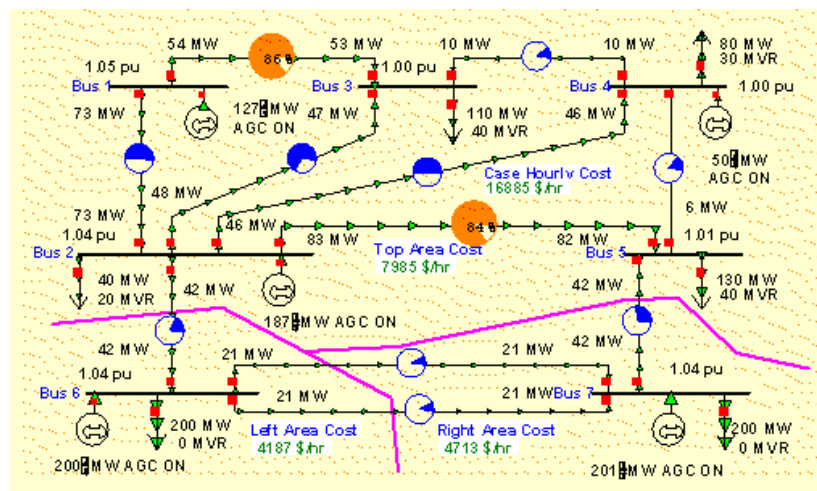 54 MW
86%
53 MW
10 MW
10 MW
80 MW
30 MVR
1.05 pu
1.00 pu
Bus 1
Bus 3
Bus 4
1.00 pu
127 MW
AGC ON
73 MW
47 MW
110 MW
40 MVR
46 MW
50 MW
AGC ON
Case Hourly Cost
16885 $/hr
48 MW
73 MW
1.04 pu
46 MW
83 MW
84%
82 MW
6 MW
1.01 pu
Bus 2
Top Area Cost
7985 $/hr
Bus 5
40 MW
20 MVR
42 MW
187 MW AGC ON
42 MW
130 MW
40 MVR
42 MW
21 MW
21 MW
42 MW
1.04 pu
1.04 pu
Bus 6
21 MW
21 MW
Bus 7
200 MW
0 MVR
Left Area Cost
4187 $/hr
Right Area Cost
4713 $/hr
200 MW
0 MVR
200 MW AGC ON
201 MW AGC ON